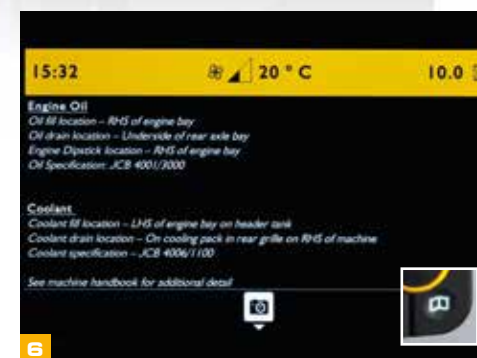 15:32 20 ° C 10.0
Engine Oil
Oil fill location – RHS of engine bay
Oil drain location – Underside of rear axle bay
Engine Dipstick location – RHS of engine bay
Oil Specification: JCB 4001/3000
Coolant
Coolant fill location – LHS of engine bay on header tank
Coolant drain location – On cooling pack in rear grille on RHS of machine
Coolant specification – JCB 4006/1100
See machine handbook for additional detail
6